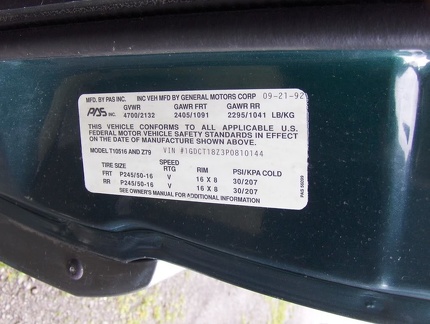 MFD. BY PAS INC. INC VEH MFD BY GENERAL MOTORS CORP 09-21-92
PAS INC. GVWR GAWR FRT GAWR RR
4700/2132 2405/1091 2295/1041 LB/KG
THIS VEHICLE CONFORMS TO ALL APPLICABLE U.S.
FEDERAL MOTOR VEHICLE SAFETY STANDARDS IN EFFECT
ON THE DATE OF MANUFACTURE SHOWN ABOVE.
MODEL T10516 AND Z79 VIN #1GDCT18Z3P0810144
TIRE SIZE SPEED RTG RIM PSI/KPA COLD
FRT P245/50-16 V 16 X 8 30/207
RR P245/50-16 V 16 X 8 30/207
SEE OWNER'S MANUAL FOR ADDITIONAL INFORMATION